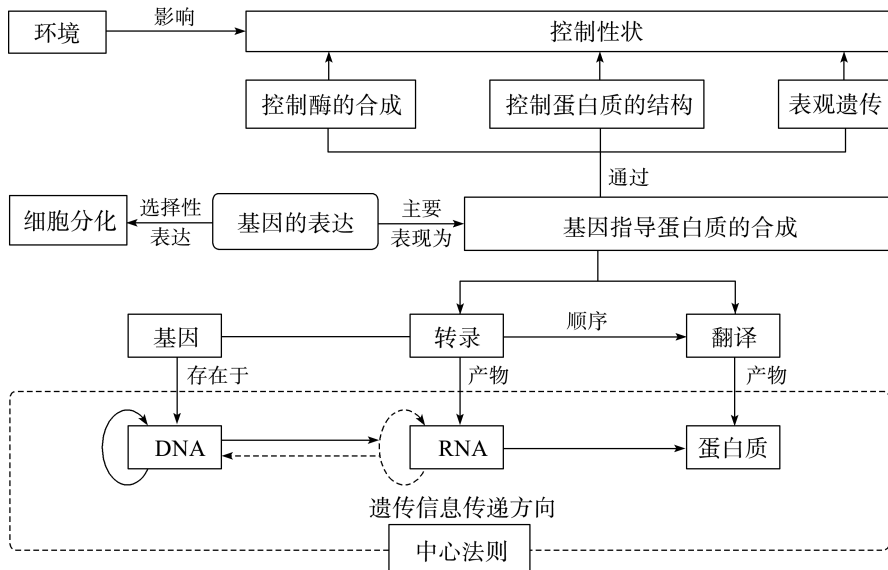 环境
影响
控制性状
控制酶的合成
控制蛋白质的结构
表观遗传
通过
细胞分化
选择性
表达
基因的表达
主要
表现为
基因指导蛋白质的合成
基因
转录
顺序
翻译
存在于
产物
产物
DNA
RNA
蛋白质
遗传信息传递方向
中心法则